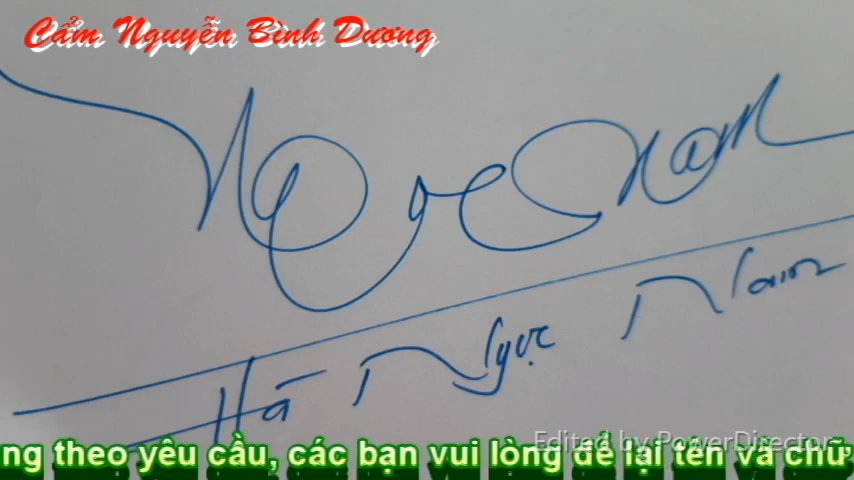 Cẩm Nguyễn Bình Dương
Ngọc Nam
Hà Ngọc Nam
Edited by PowerDirector
ng theo yêu cầu, các bạn vui lòng để lại tên và chữ